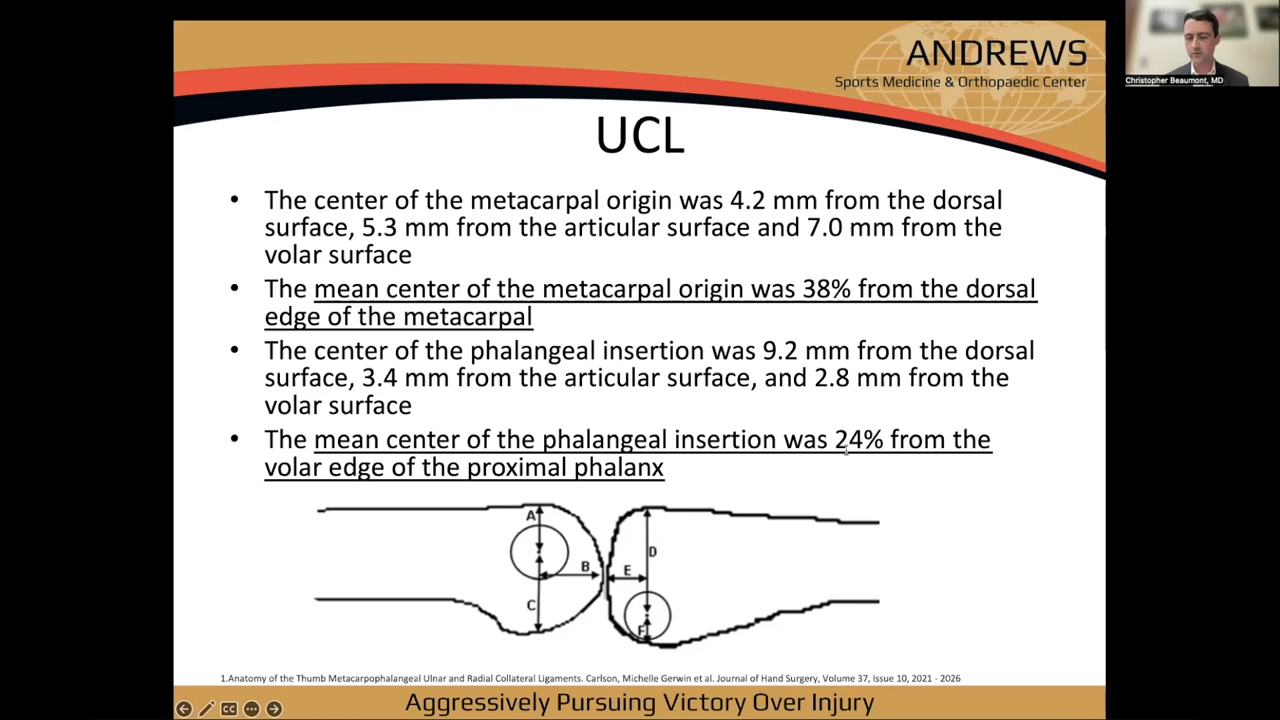 ANDREWS
Sports Medicine & Orthopaedic Center
Christopher Beaumont, MD
UCL
• The center of the metacarpal origin was 4.2 mm from the dorsal
surface, 5.3 mm from the articular surface and 7.0 mm from the
volar surface
• The mean center of the metacarpal origin was 38% from the dorsal
edge of the metacarpal
• The center of the phalangeal insertion was 9.2 mm from the dorsal
surface, 3.4 mm from the articular surface, and 2.8 mm from the
volar surface
• The mean center of the phalangeal insertion was 24% from the
volar edge of the proximal phalanx
A
B
C
D
E
F
1.Anatomy of the Thumb Metacarpophalangeal Ulnar and Radial Collateral Ligaments. Carlson, Michelle Gerwin et al. Journal of Hand Surgery, Volume 37, Issue 10, 2021 - 2026
Aggressively Pursuing Victory Over Injury
CC